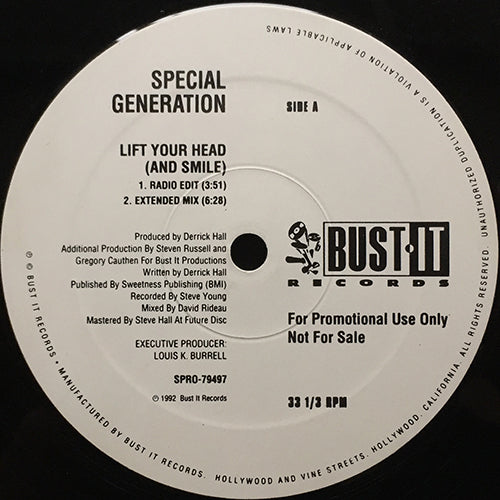 SPECIAL
GENERATION
SIDE A
LIFT YOUR HEAD
(AND SMILE)
1. RADIO EDIT (3:51)
2. EXTENDED MIX (6:28)
Produced by Derrick Hall
Additional Production By Steven Russell and
Gregory Cauthen For Bust It Productions
Written by Derrick Hall
Published By Sweetness Publishing (BMI)
Recorded By Steve Young
Mixed By David Rideau
Mastered By Steve Hall At Future Disc
EXECUTIVE PRODUCER:
LOUIS K. BURRELL
SPRO-79497
℗ 1992 Bust It Records
BUST·IT
RECORDS
For Promotional Use Only
Not For Sale
33 1/3 RPM
℗ © BUST IT RECORDS • MANUFACTURED BY BUST IT RECORDS. HOLLYWOOD AND VINE STREETS, HOLLYWOOD, CALIFORNIA. ALL RIGHTS RESERVED. UNAUTHORIZED DUPLICATION IS A VIOLATION OF APPLICABLE LAWS